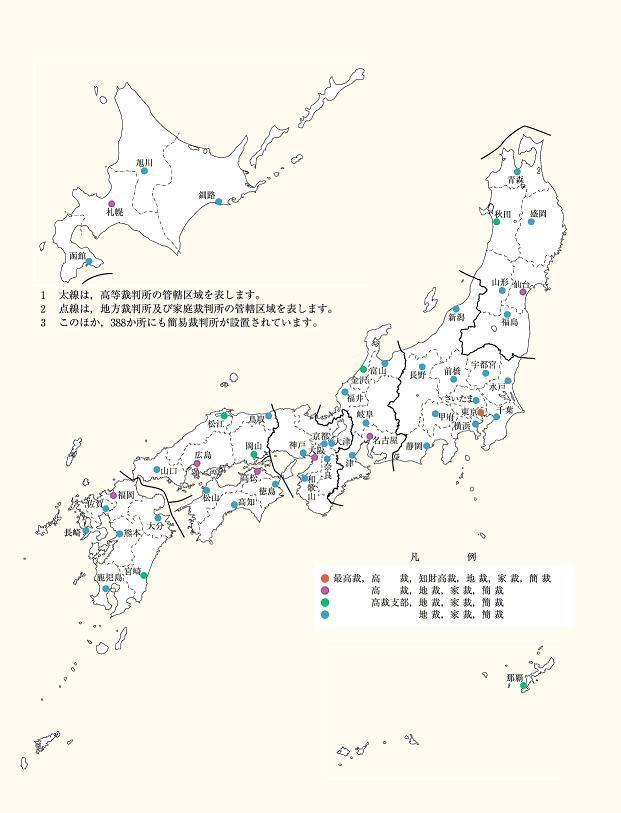 旭川
釧路
札幌
函館
1 太線は，高等裁判所の管轄区域を表します。
2 点線は，地方裁判所及び家庭裁判所の管轄区域を表します。
3 このほか，388か所にも簡易裁判所が設置されています。
青森
秋田
盛岡
山形
仙台
新潟
福島
富山
金沢
長野
前橋
宇都宮
水戸
福井
さいたま
東京
千葉
甲府
横浜
岐阜
名古屋
静岡
松江
鳥取
京都
大津
神戸
大阪
奈良
津
和歌山
岡山
広島
山口
高松
徳島
松山
高知
福岡
佐賀
大分
長崎
熊本
宮崎
鹿児島
凡 例
最高裁，高 裁，知財高裁，地 裁，家 裁，簡 裁
高 裁，地 裁，家 裁，簡 裁
高裁支部，地 裁，家 裁，簡 裁
地 裁，家 裁，簡 裁
那覇